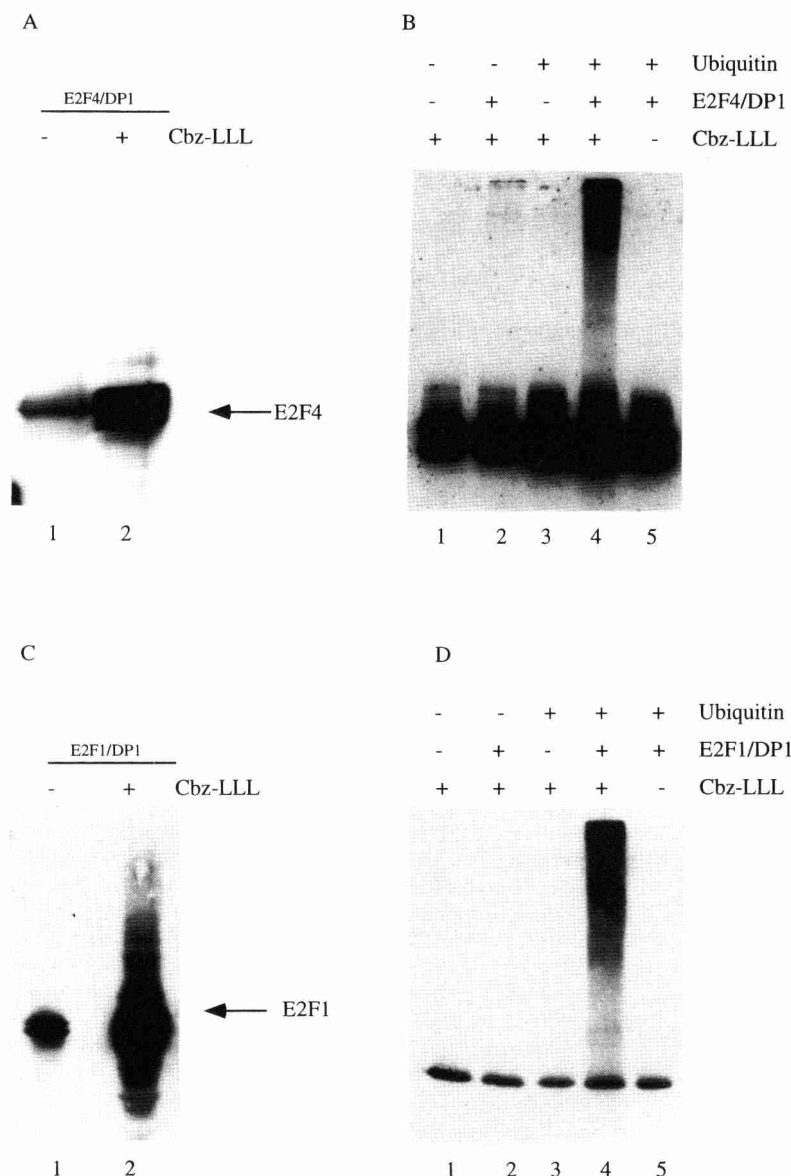 A
E2F4/DP1
- + Cbz-LLL
E2F4
1 2
B
- - + + + Ubiquitin
- + - + + E2F4/DP1
+ + + + - Cbz-LLL
1 2 3 4 5
C
E2F1/DP1
- + Cbz-LLL
E2F1
1 2
D
- - + + + Ubiquitin
- + - + + E2F1/DP1
+ + + + - Cbz-LLL
1 2 3 4 5